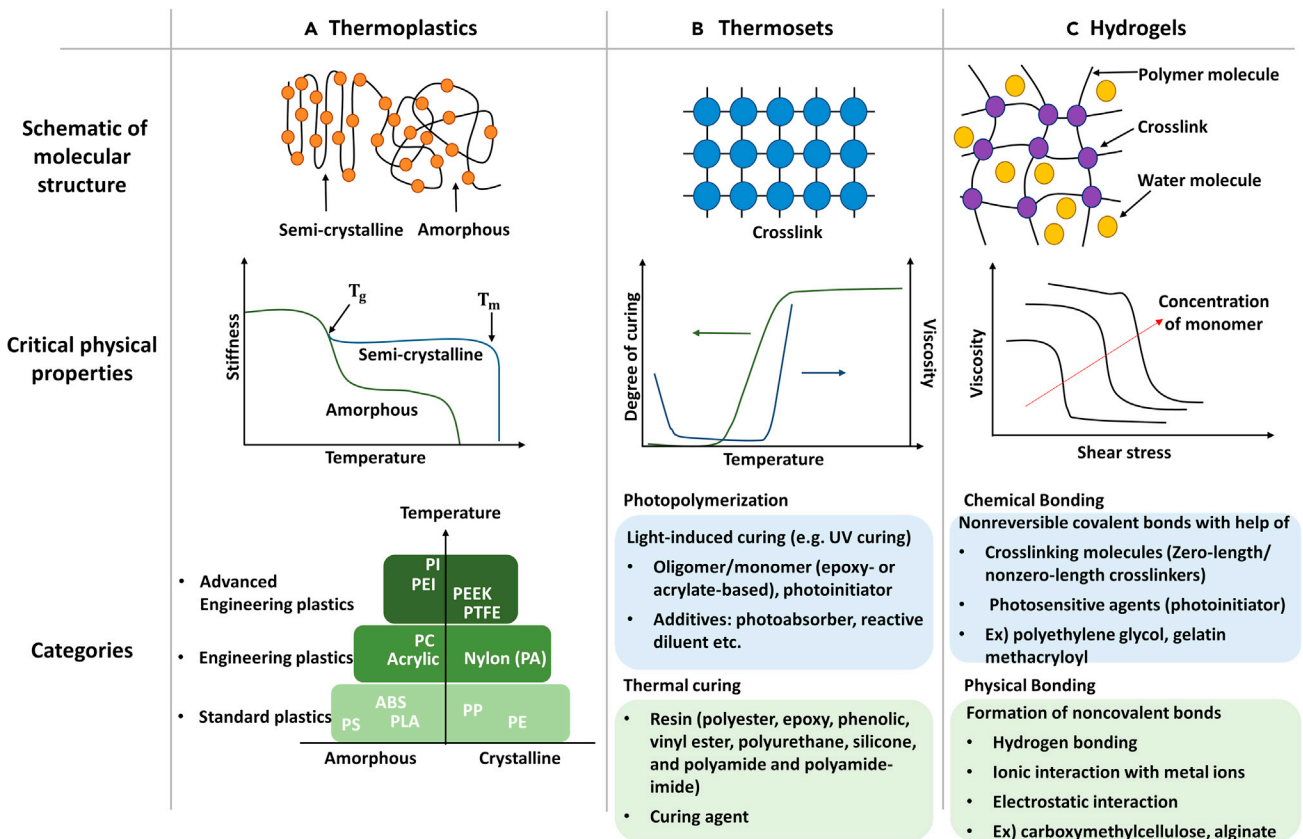 A Thermoplastics
B Thermosets
C Hydrogels
Schematic of
molecular
structure
Semi-crystalline
Amorphous
Crosslink
Polymer molecule
Crosslink
Water molecule
Critical physical
properties
Stiffness
Tg
Tm
Semi-crystalline
Amorphous
Temperature
Degree of curing
Viscosity
Temperature
Viscosity
Concentration
of monomer
Shear stress
Categories
Temperature
• Advanced
Engineering plastics
PI
PEI
PEEK
PTFE
• Engineering plastics
PC
Acrylic
Nylon (PA)
• Standard plastics
ABS
PS
PLA
PP
PE
Amorphous
Crystalline
Photopolymerization
Light-induced curing (e.g. UV curing)
• Oligomer/monomer (epoxy- or
acrylate-based), photoinitiator
• Additives: photoabsorber, reactive
diluent etc.
Thermal curing
• Resin (polyester, epoxy, phenolic,
vinyl ester, polyurethane, silicone,
and polyamide and polyamide-
imide)
• Curing agent
Chemical Bonding
Nonreversible covalent bonds with help of
• Crosslinking molecules (Zero-length/
nonzero-length crosslinkers)
• Photosensitive agents (photoinitiator)
• Ex) polyethylene glycol, gelatin
methacryloyl
Physical Bonding
Formation of noncovalent bonds
• Hydrogen bonding
• Ionic interaction with metal ions
• Electrostatic interaction
• Ex) carboxymethylcellulose, alginate